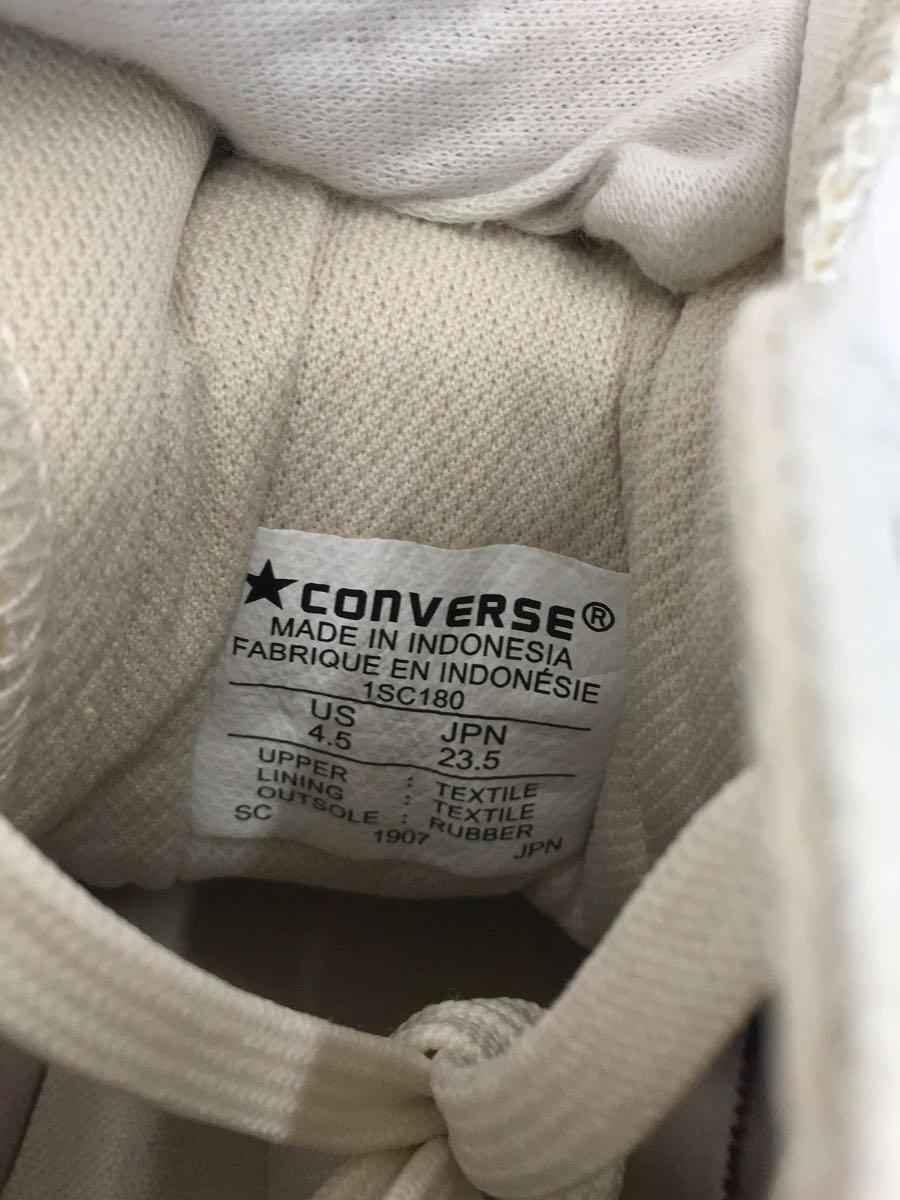 ★CONVERSE®
MADE IN INDONESIA
FABRIQUE EN INDONÉSIE
1SC180
US JPN
4.5 23.5
UPPER : TEXTILE
LINING : TEXTILE
OUTSOLE : RUBBER
SC 1907 JPN